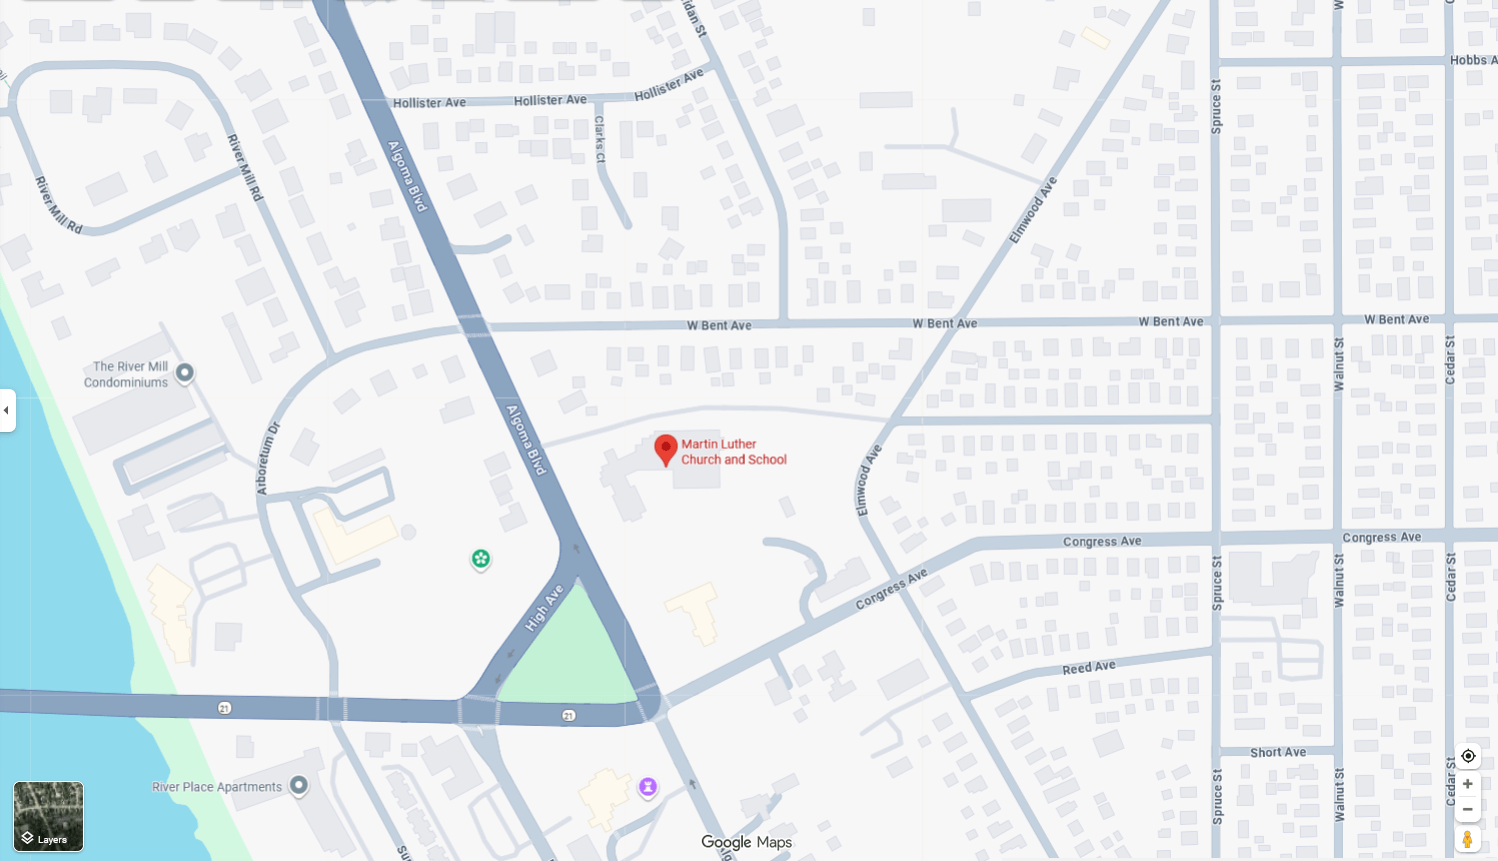 idan St
Hobbs A
Hollister Ave
Hollister Ave
Hollister Ave
Spruce St
Clarks Ct
River Mill Rd
Algoma Blvd
River Mill Rd
Elmwood Ave
W Bent Ave
W Bent Ave
W Bent Ave
W Bent Ave
The River Mill
Condominiums
Walnut St
Cedar St
Algoma Blvd
Martin Luther
Church and School
Arboretum Dr
Elmwood Ave
Congress Ave
Congress Ave
Congress Ave
High Ave
Spruce St
Walnut St
Cedar St
Reed Ave
21
21
Short Ave
River Place Apartments
Spruce St
Walnut St
Cedar St
Layers
Google Maps